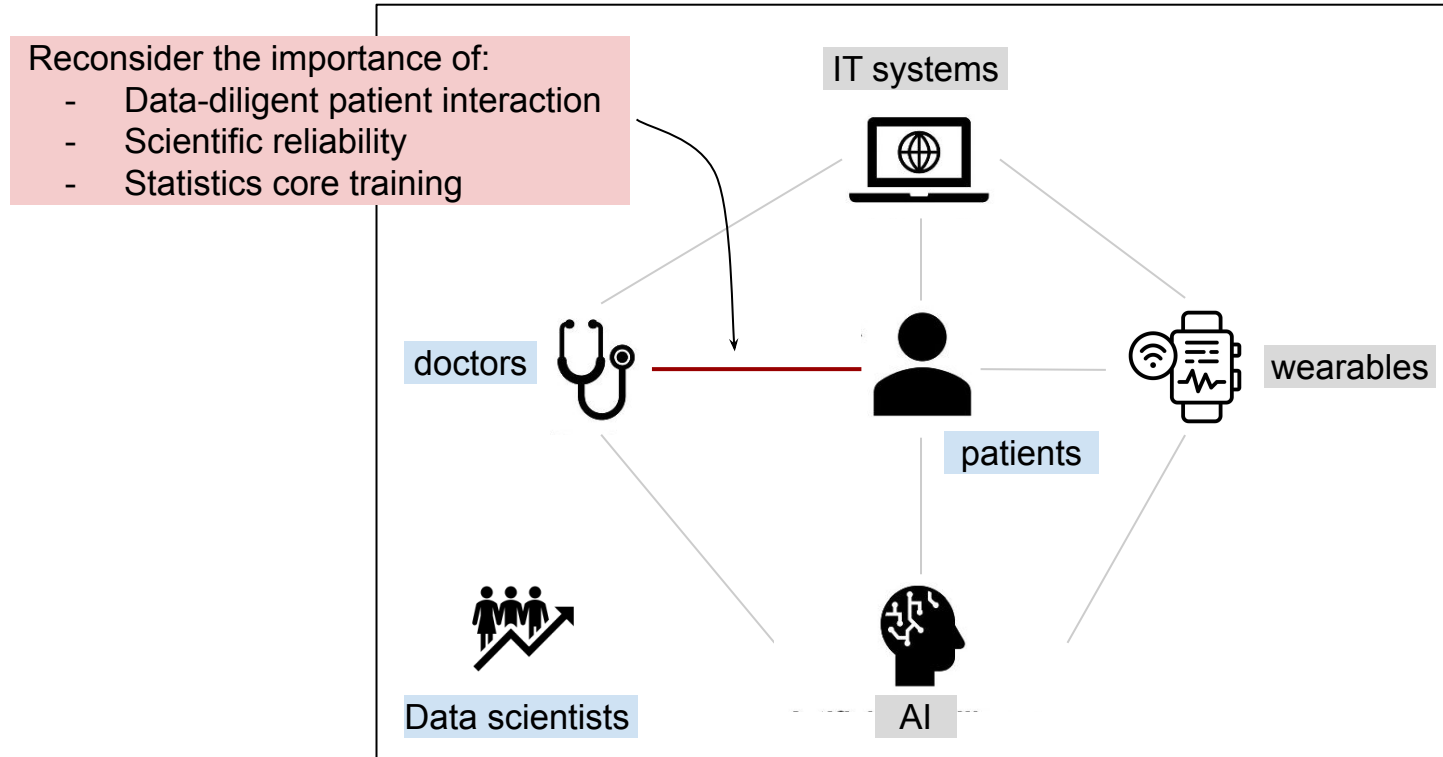 Reconsider the importance of:
- Data-diligent patient interaction
- Scientific reliability
- Statistics core training
IT systems
doctors
wearables
patients
Data scientists
AI